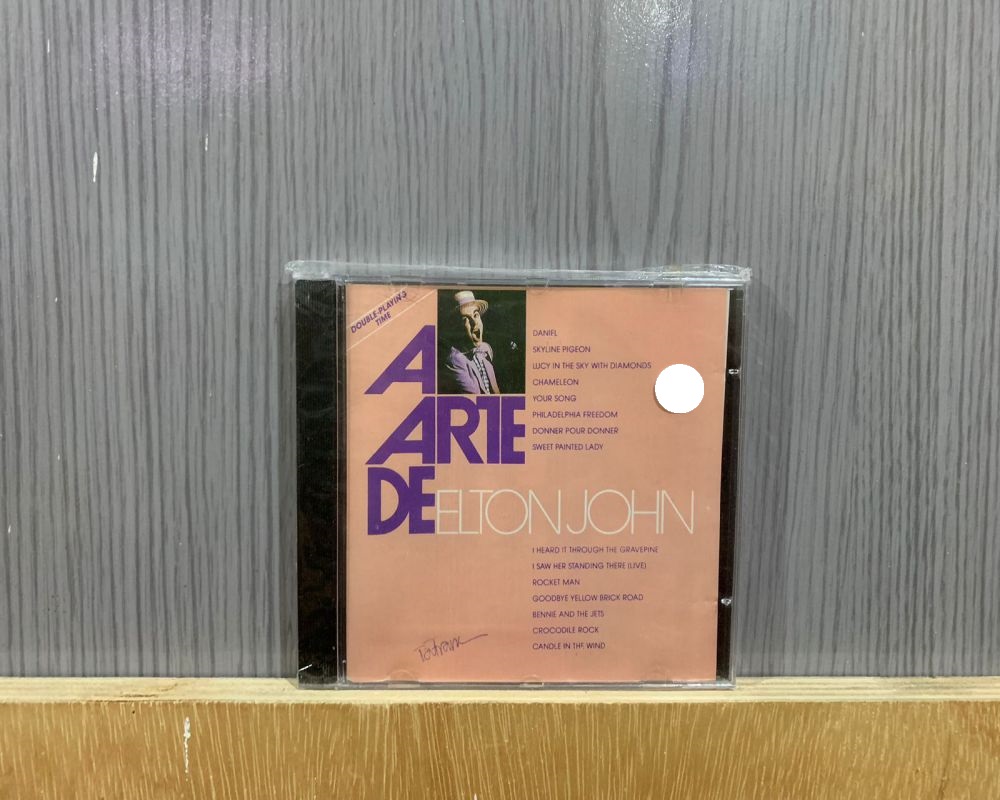 DOUBLE-PLAYING
TIME
A
ARTE
DE ELTON JOHN
DANIEL
SKYLINE PIGEON
LUCY IN THE SKY WITH DIAMONDS
CHAMELEON
YOUR SONG
PHILADELPHIA FREEDOM
DONNER POUR DONNER
SWEET PAINTED LADY
I HEARD IT THROUGH THE GRAVEPINE
I SAW HER STANDING THERE (LIVE)
ROCKET MAN
GOODBYE YELLOW BRICK ROAD
BENNIE AND THE JETS
CROCODILE ROCK
CANDLE IN THE WIND